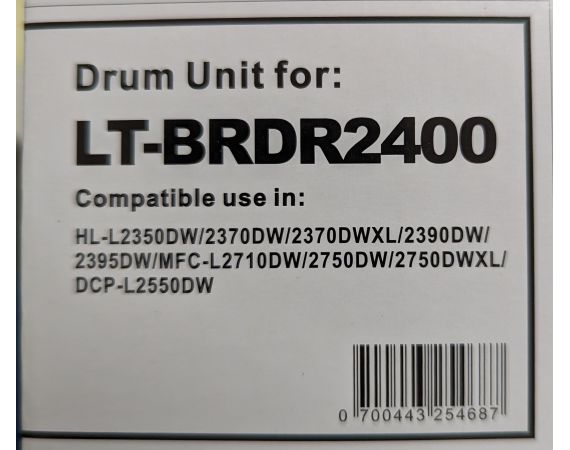 Drum Unit for:
LT-BRDR2400
Compatible use in:
HL-L2350DW/2370DW/2370DWXL/2390DW/
2395DW/MFC-L2710DW/2750DW/2750DWXL/
DCP-L2550DW
0 700443 254687